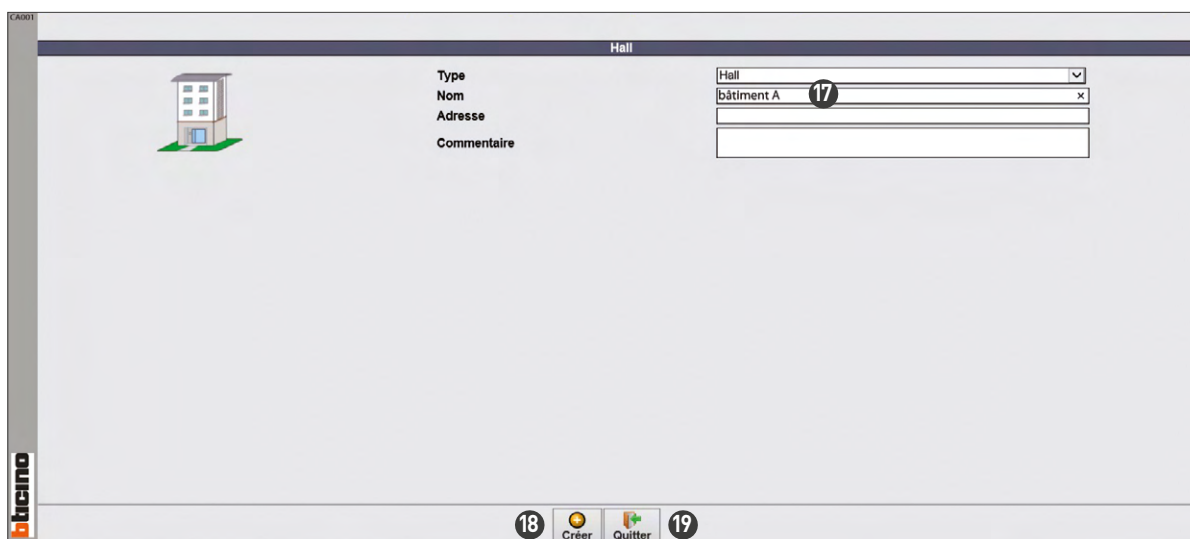 CA001
Hall
Type
Hall
Nom
bâtiment A
17
×
Adresse
Commentaire
bticino
18
Créer
Quitter
19